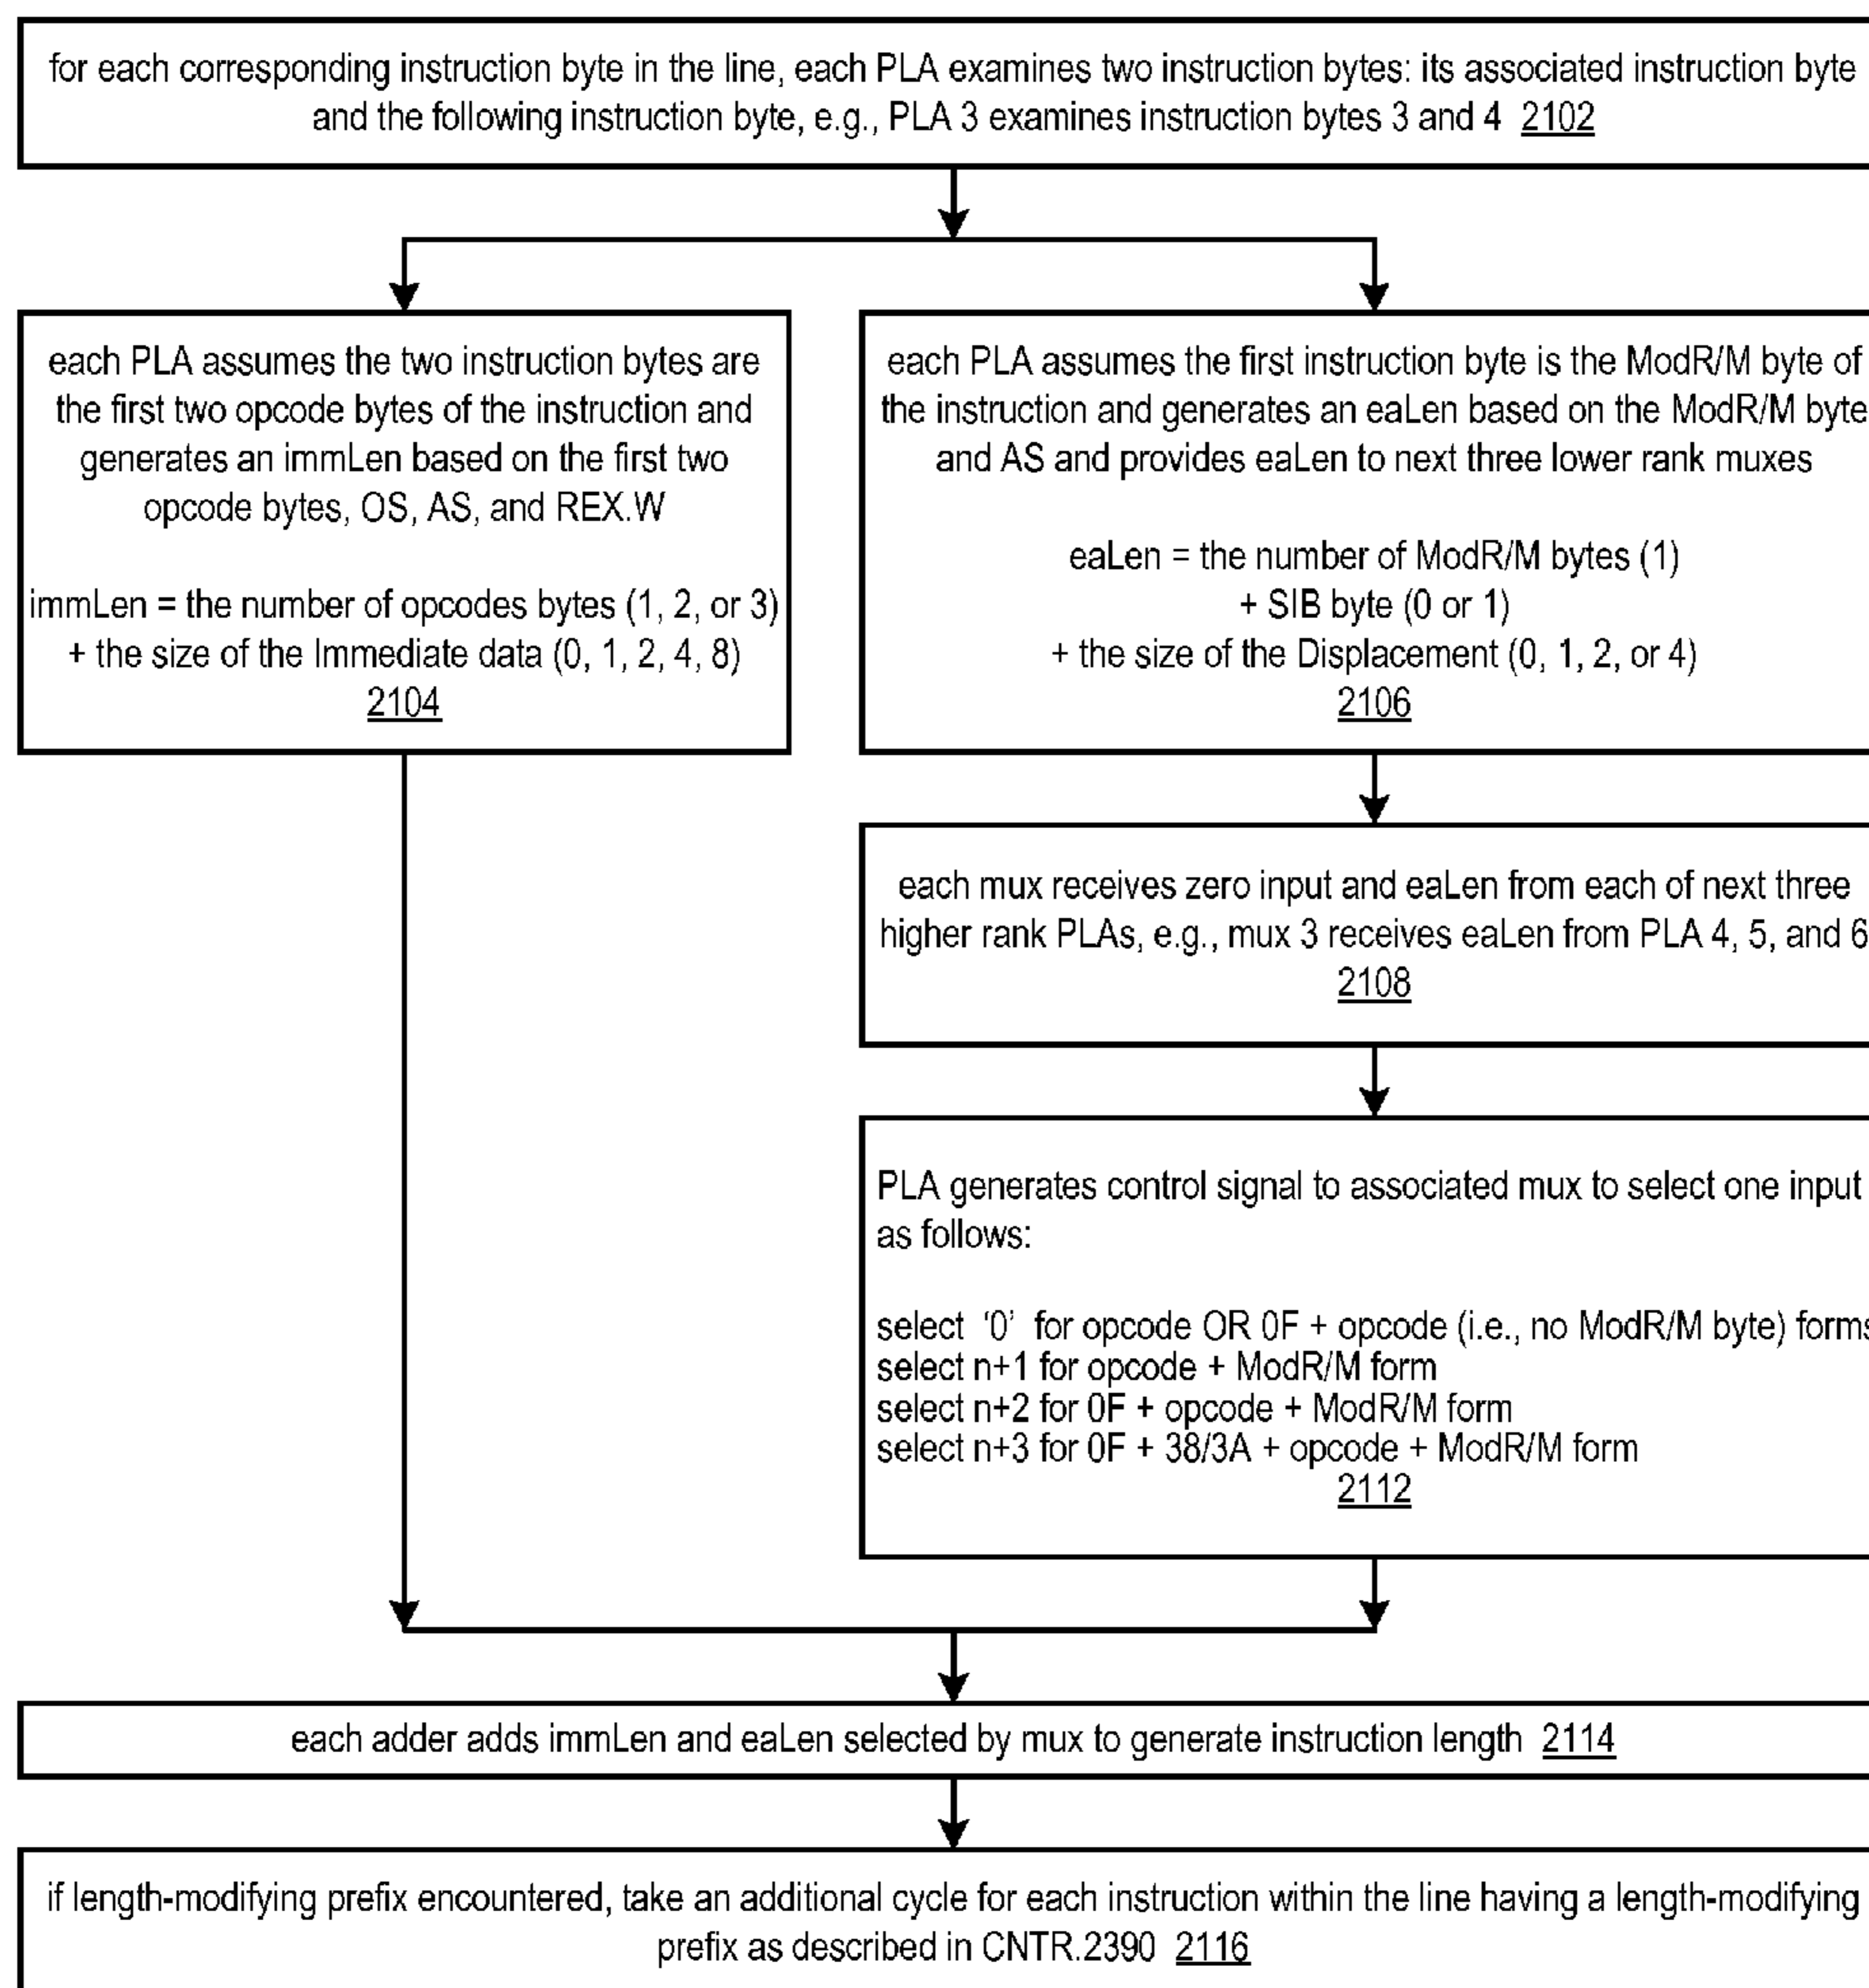 for each corresponding instruction byte in the line, each PLA examines two instruction bytes: its associated instruction byte
and the following instruction byte, e.g., PLA 3 examines instruction bytes 3 and 4 2102
each PLA assumes the two instruction bytes are
the first two opcode bytes of the instruction and
generates an immLen based on the first two
opcode bytes, OS, AS, and REX.W
immLen = the number of opcodes bytes (1, 2, or 3)
+ the size of the Immediate data (0, 1, 2, 4, 8)
2104
each PLA assumes the first instruction byte is the ModR/M byte of
the instruction and generates an eaLen based on the ModR/M byte
and AS and provides eaLen to next three lower rank muxes
eaLen = the number of ModR/M bytes (1)
+ SIB byte (0 or 1)
+ the size of the Displacement (0, 1, 2, or 4)
2106
each mux receives zero input and eaLen from each of next three
higher rank PLAs, e.g., mux 3 receives eaLen from PLA 4, 5, and 6
2108
PLA generates control signal to associated mux to select one input
as follows:
select '0' for opcode OR 0F + opcode (i.e., no ModR/M byte) forms
select n+1 for opcode + ModR/M form
select n+2 for 0F + opcode + ModR/M form
select n+3 for 0F + 38/3A + opcode + ModR/M form
2112
each adder adds immLen and eaLen selected by mux to generate instruction length 2114
if length-modifying prefix encountered, take an additional cycle for each instruction within the line having a length-modifying
prefix as described in CNTR.2390 2116